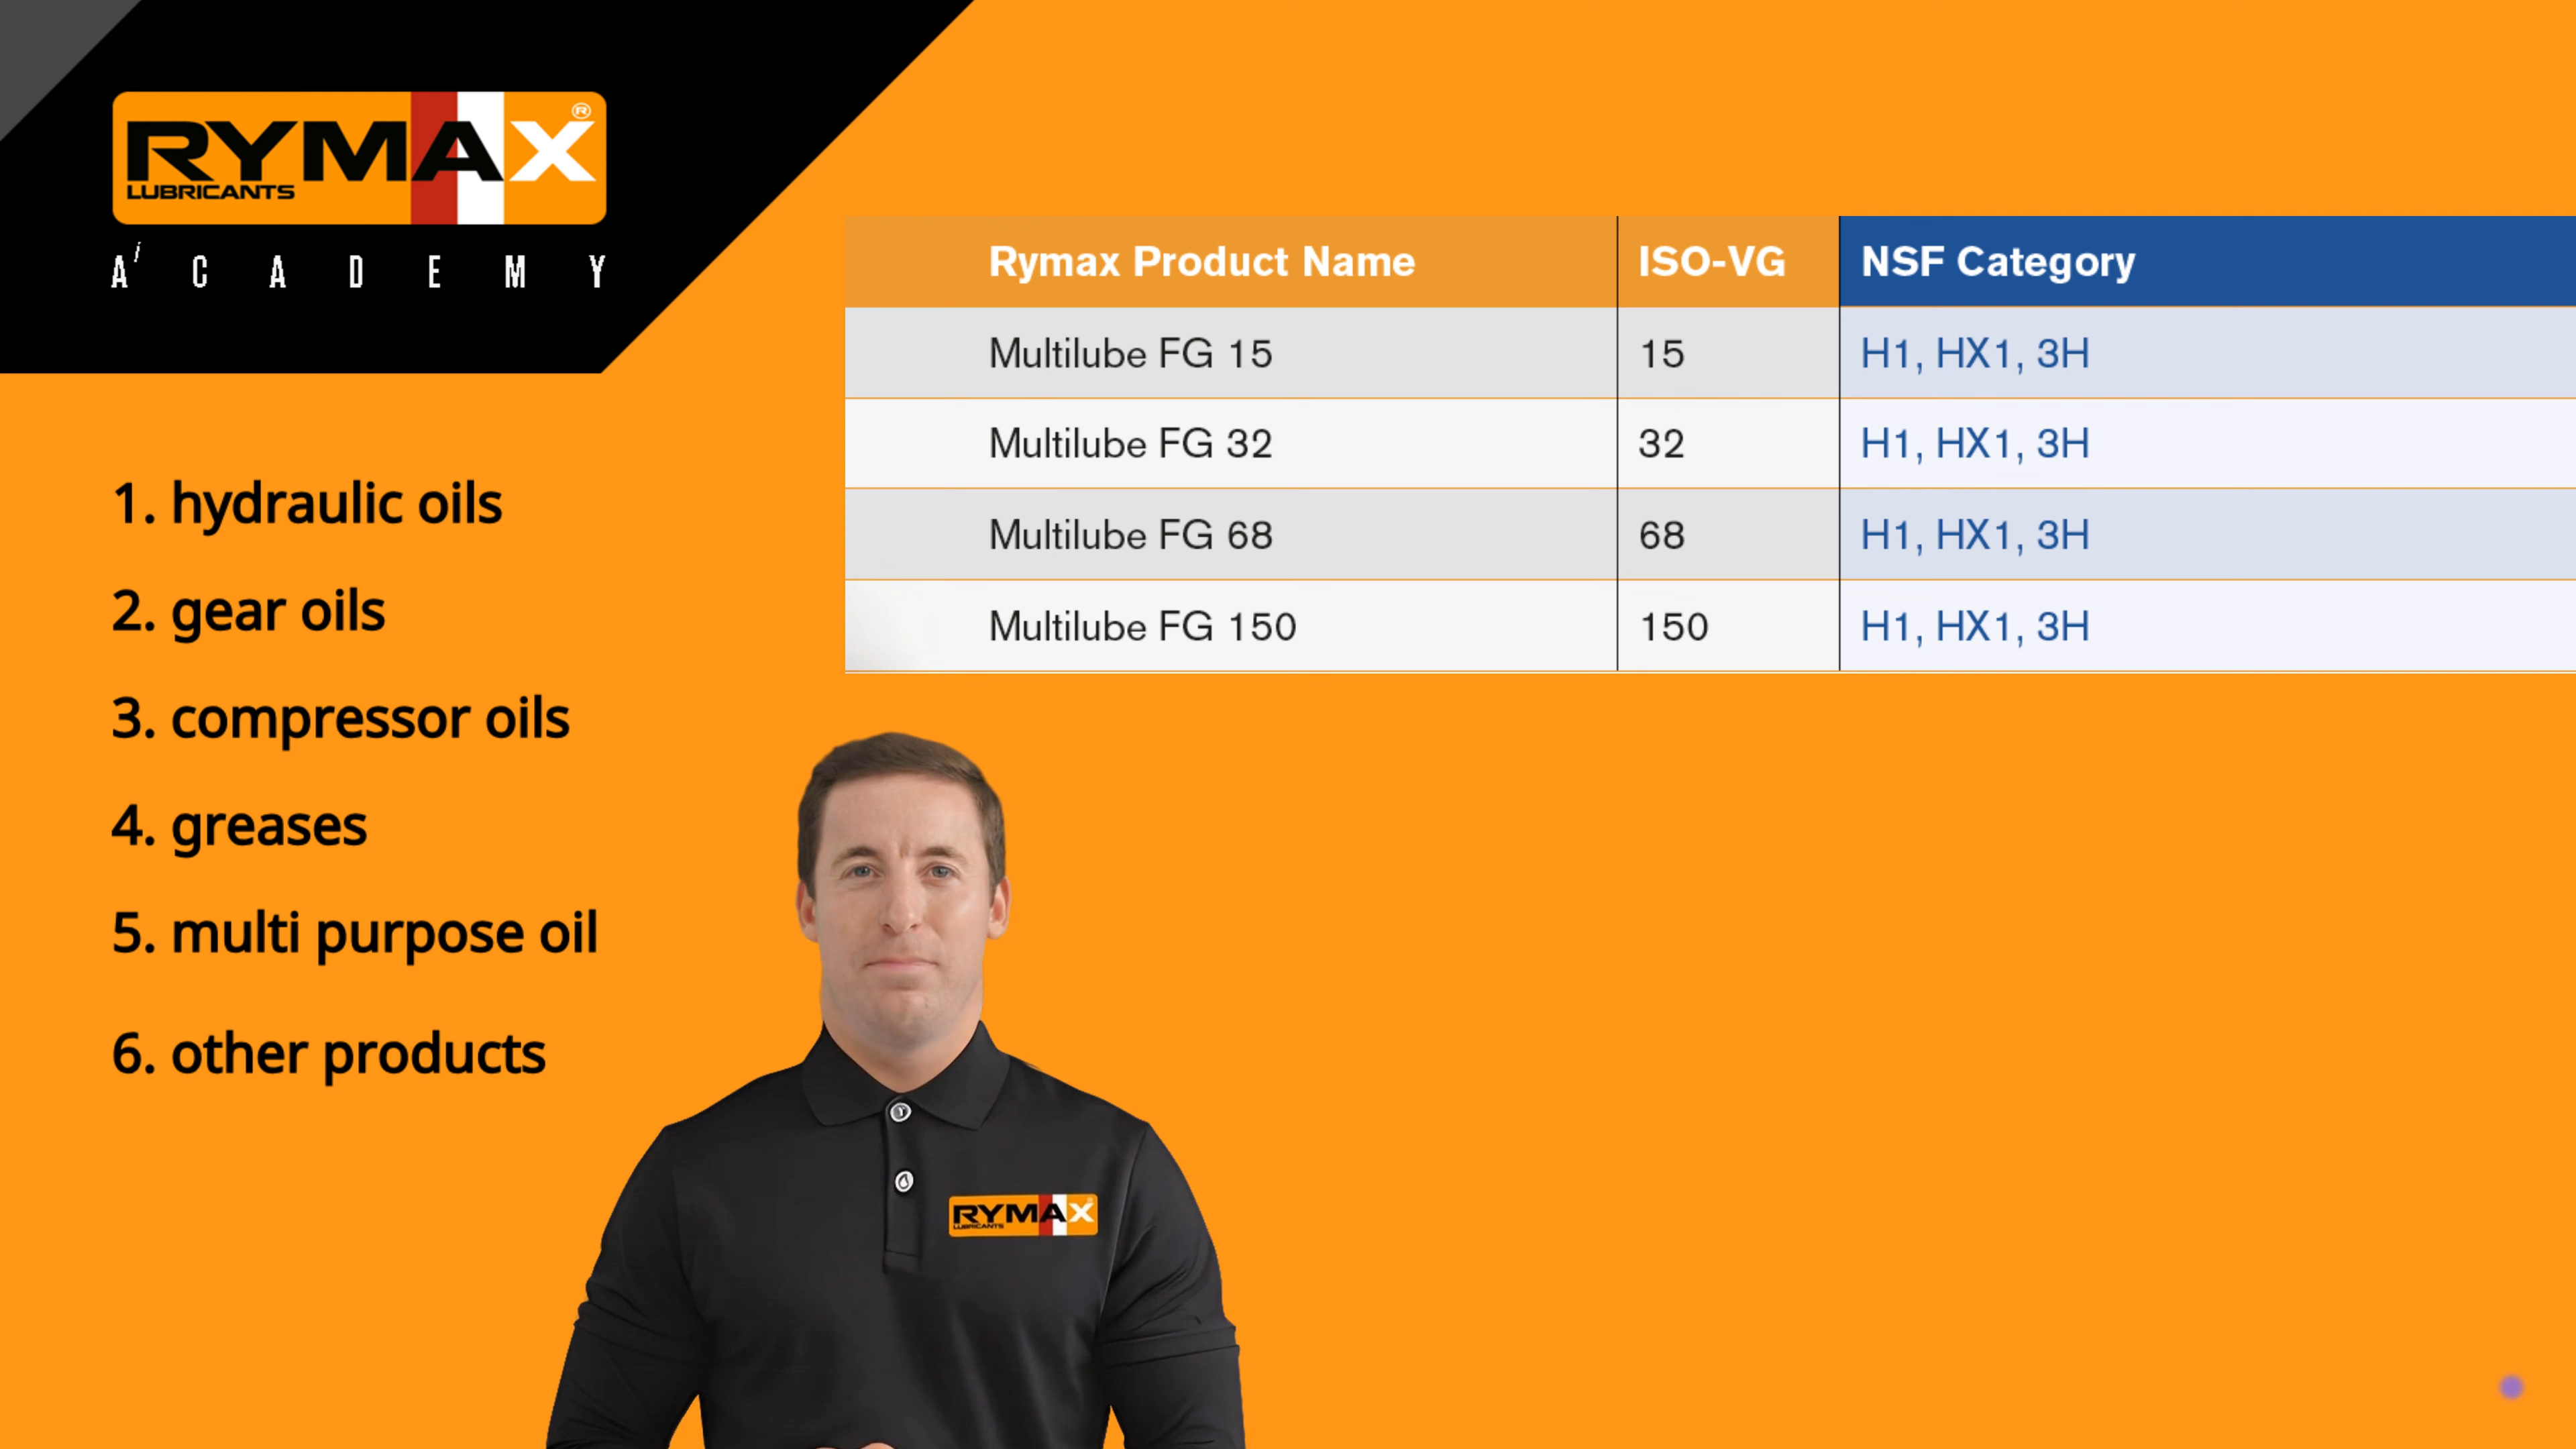 RYMAX®
LUBRICANTS
AiCADEMY
1. hydraulic oils
2. gear oils
3. compressor oils
4. greases
5. multi purpose oil
6. other products
Rymax Product Name ISO-VG NSF Category
Multilube FG 15 15 H1, HX1, 3H
Multilube FG 32 32 H1, HX1, 3H
Multilube FG 68 68 H1, HX1, 3H
Multilube FG 150 150 H1, HX1, 3H
RYMAX
LUBRICANTS